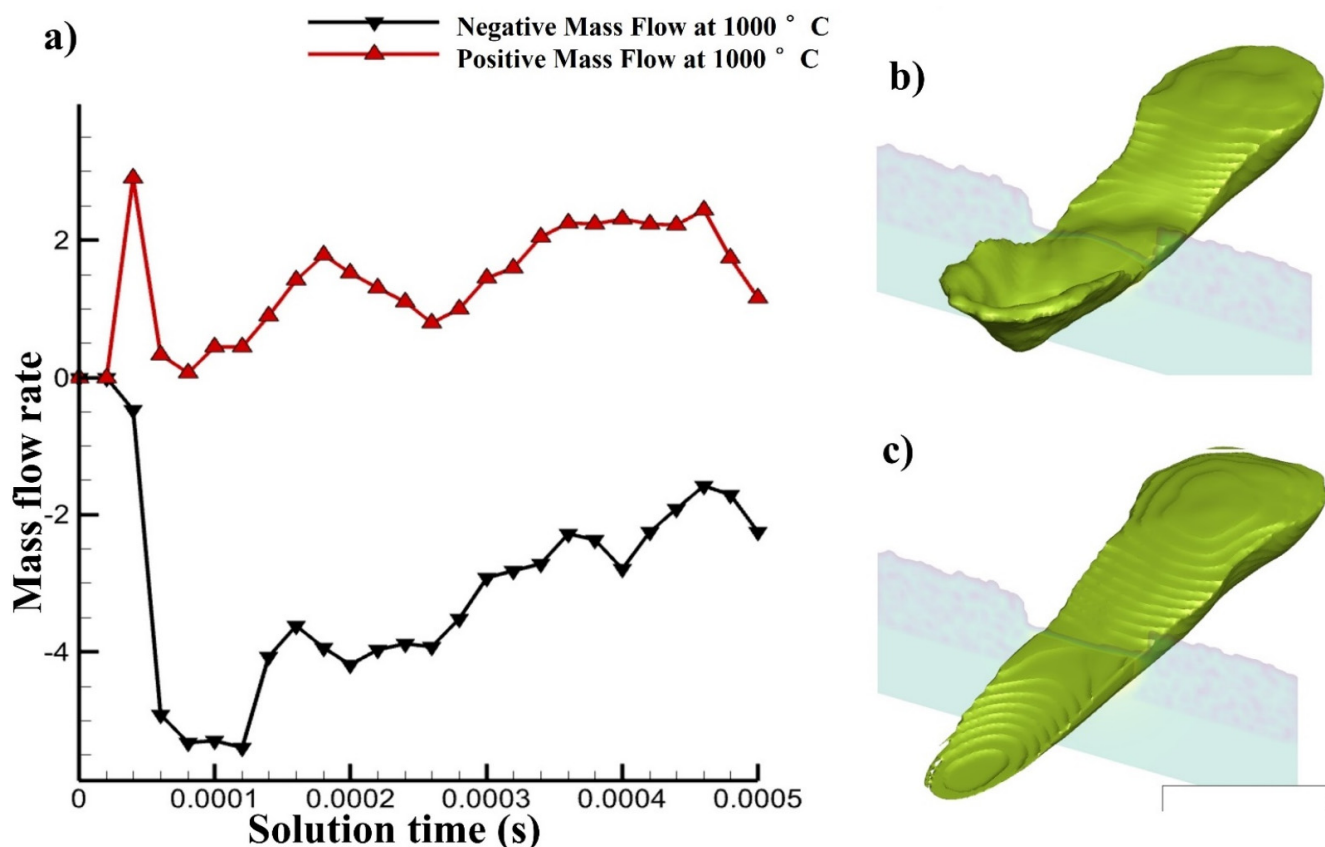 a)
Negative Mass Flow at 1000 ° C
Positive Mass Flow at 1000 ° C
b)
2
0
-2
-4
Mass flow rate
c)
0 0.0001 0.0002 0.0003 0.0004 0.0005
Solution time (s)